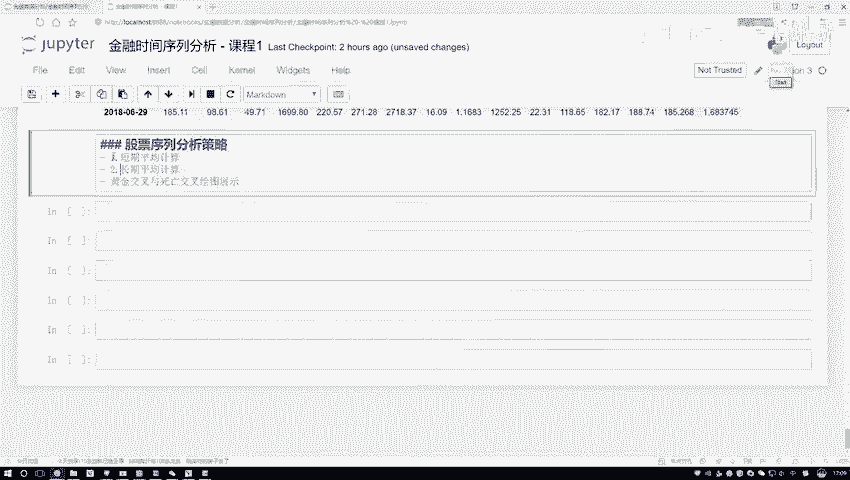 jupyter 金融时间序列分析 - 课程1 Last Checkpoint: 2 hours ago (unsaved changes)
Logout
File Edit View Insert Cell Kernel Widgets Help
Not Trusted
Markdown
2018-06-29 185.11 98.61 49.71 1699.80 220.57 271.28 2718.37 16.09 1.1683 1252.25 22.31 118.65 182.17 188.74 185.268 1.683745
### 股票序列分析策略
- 1. 短期平均计算
- 2. 长期平均计算
- 黄金交叉与死亡交叉绘图展示
In [ ]:
In [ ]:
In [ ]:
In [ ]:
In [ ]:
In [ ]:
17:09